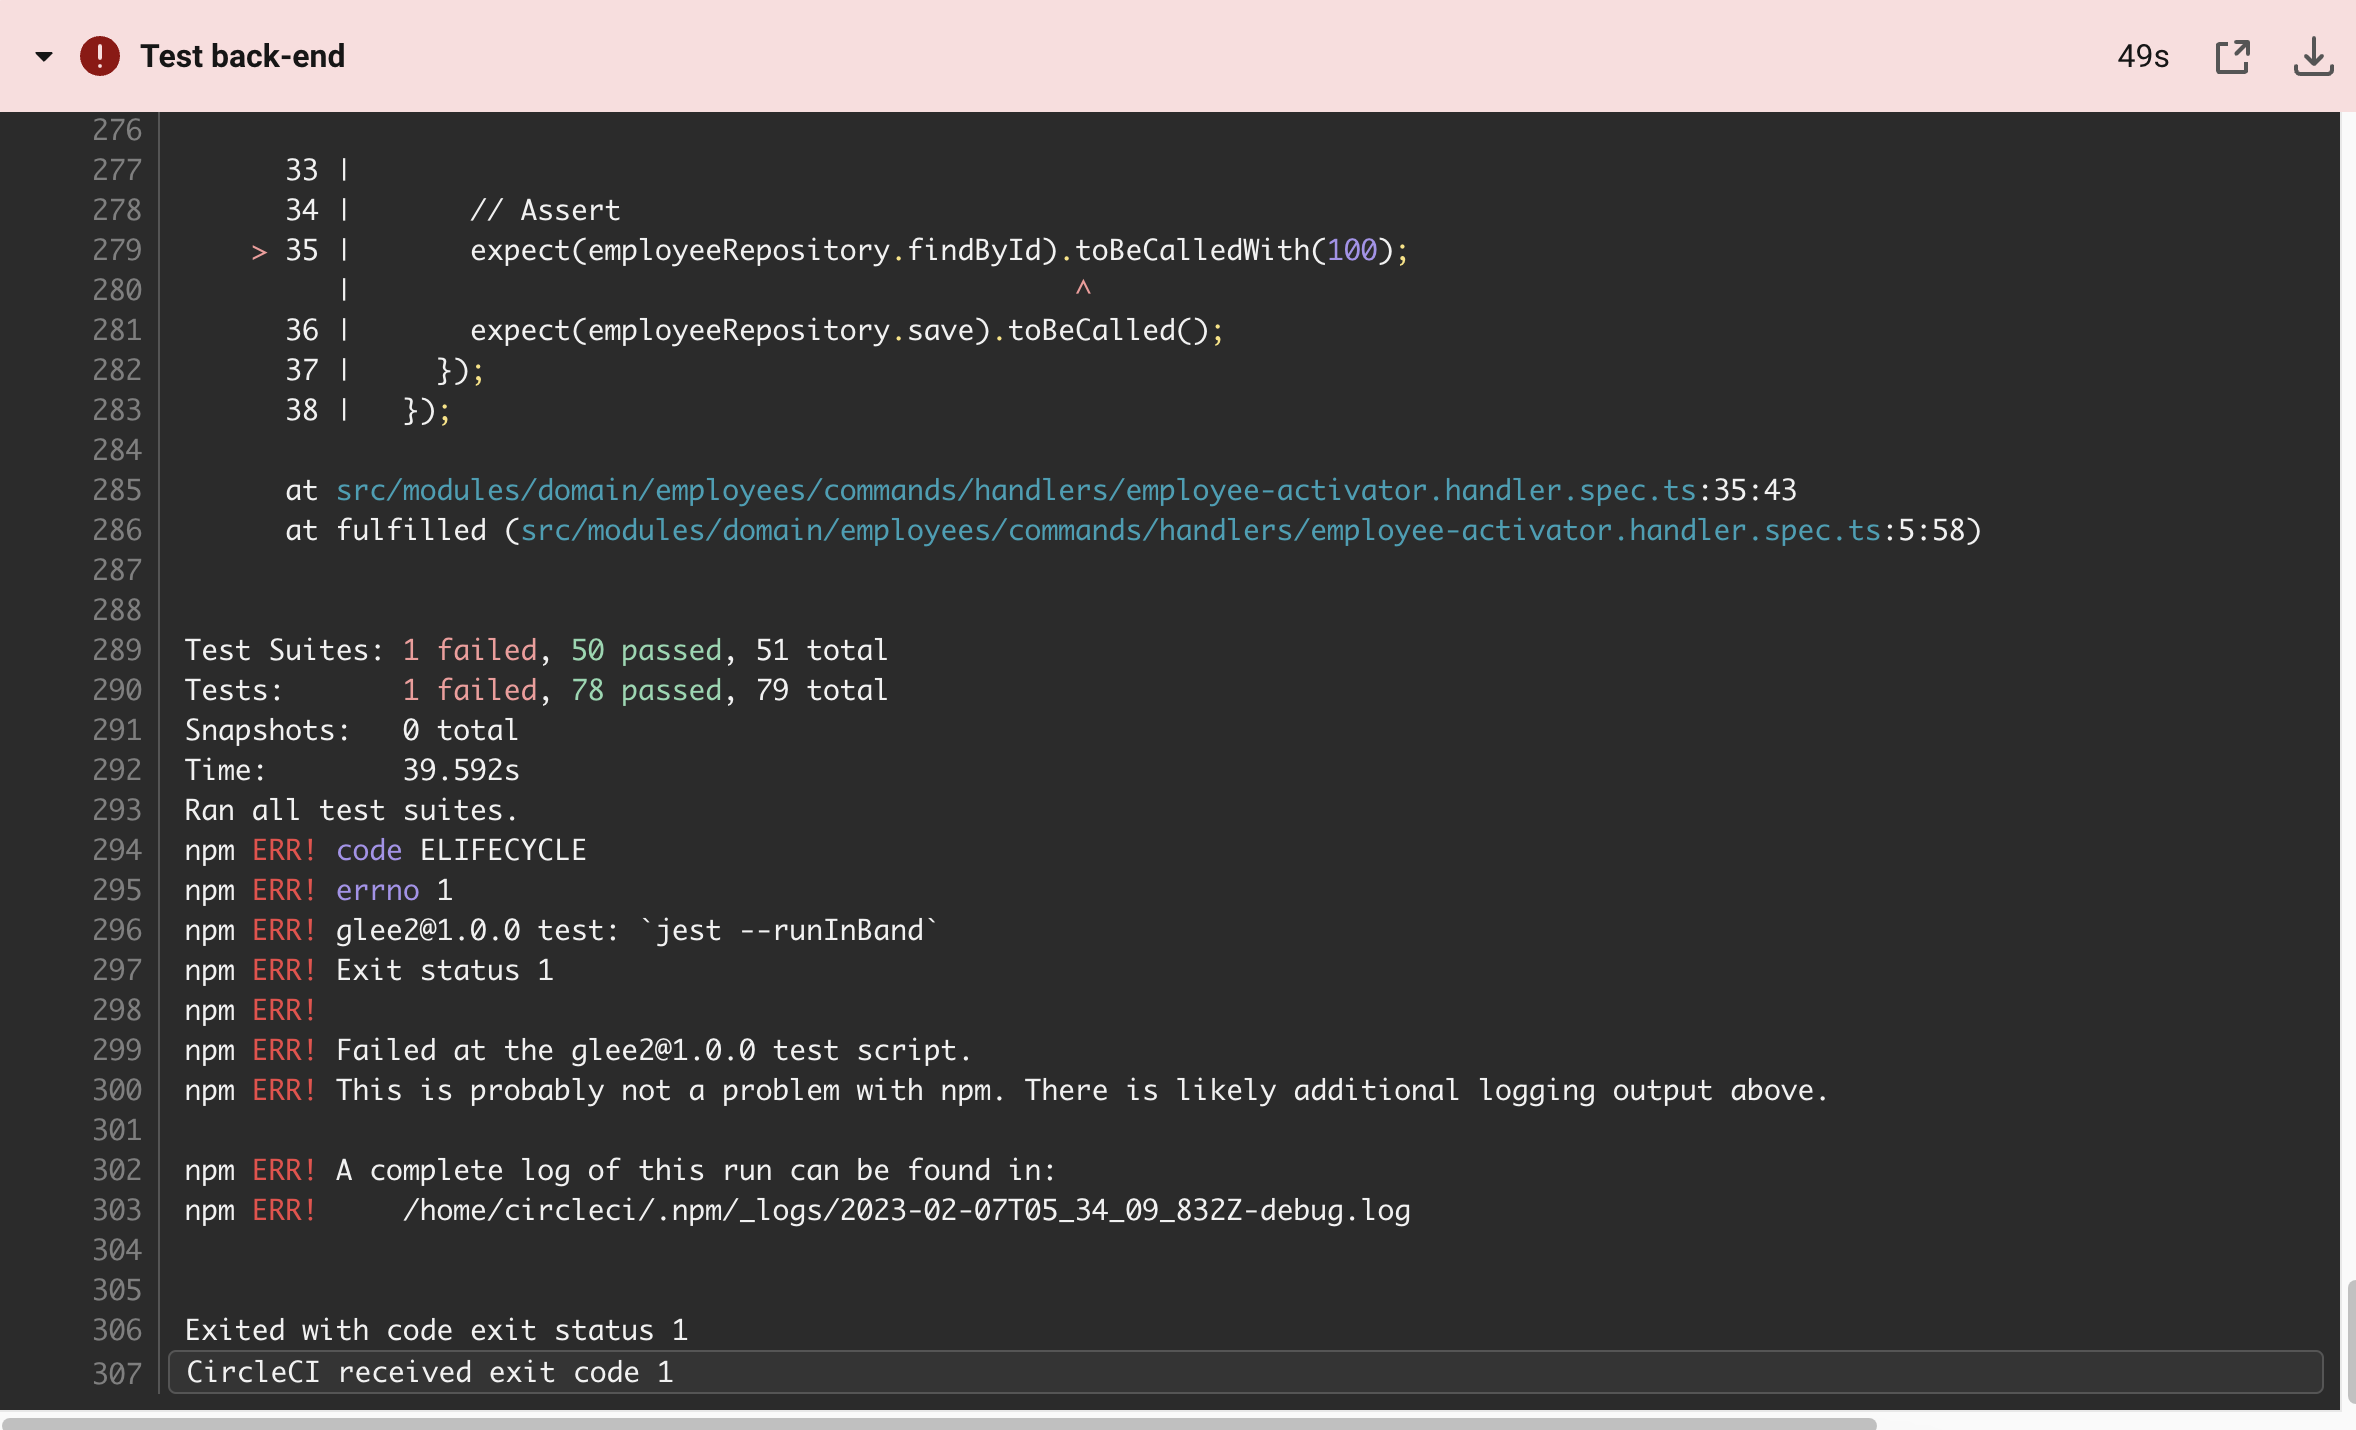 Test back-end 49s
276
277 33 |
278 34 | // Assert
279 > 35 | expect(employeeRepository.findById).toBeCalledWith(100);
280 | ^
281 36 | expect(employeeRepository.save).toBeCalled();
282 37 | });
283 38 | });
284
285 at src/modules/domain/employees/commands/handlers/employee-activator.handler.spec.ts:35:43
286 at fulfilled (src/modules/domain/employees/commands/handlers/employee-activator.handler.spec.ts:5:58)
287
288
289 Test Suites: 1 failed, 50 passed, 51 total
290 Tests: 1 failed, 78 passed, 79 total
291 Snapshots: 0 total
292 Time: 39.592s
293 Ran all test suites.
294 npm ERR! code ELIFECYCLE
295 npm ERR! errno 1
296 npm ERR! glee2@1.0.0 test: `jest --runInBand`
297 npm ERR! Exit status 1
298 npm ERR!
299 npm ERR! Failed at the glee2@1.0.0 test script.
300 npm ERR! This is probably not a problem with npm. There is likely additional logging output above.
301
302 npm ERR! A complete log of this run can be found in:
303 npm ERR! /home/circleci/.npm/_logs/2023-02-07T05_34_09_832Z-debug.log
304
305
306 Exited with code exit status 1
307 CircleCI received exit code 1